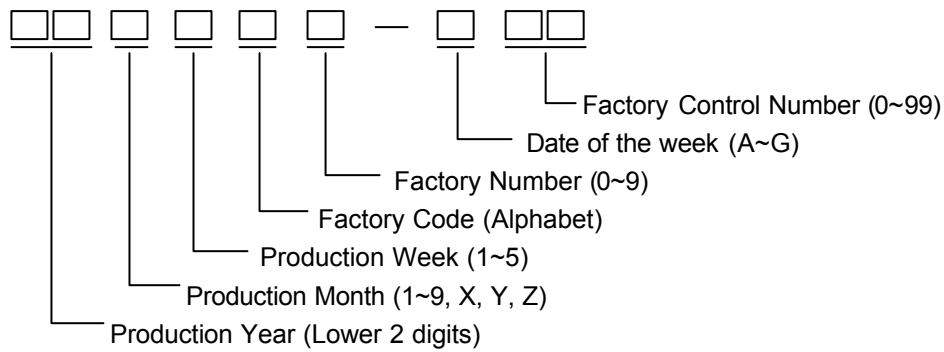 Factory Control Number (0~99)
Date of the week (A~G)
Factory Number (0~9)
Factory Code (Alphabet)
Production Week (1~5)
Production Month (1~9, X, Y, Z)
Production Year (Lower 2 digits)